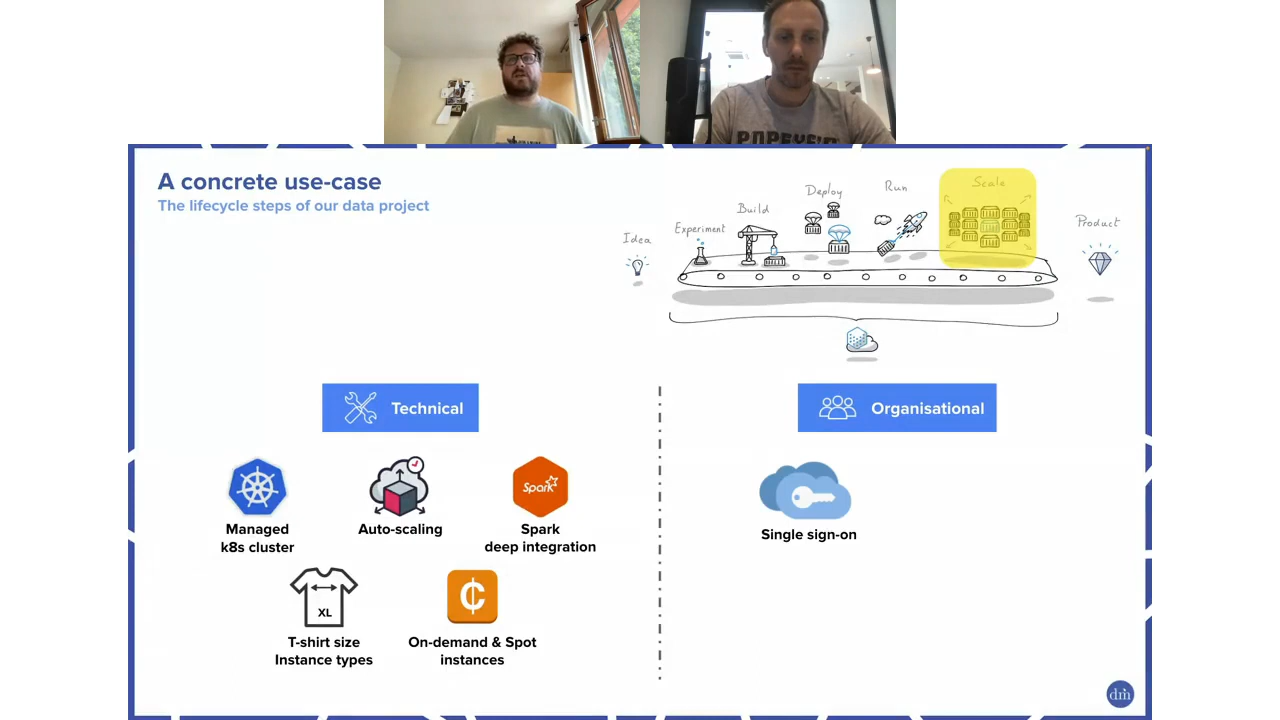 A concrete use-case
The lifecycle steps of our data project
Idea
Experiment
Build
Deploy
Run
Scale
Product
Technical
Organisational
Spark
Managed
k8s cluster
Auto-scaling
Spark
deep integration
Single sign-on
XL
T-shirt size
Instance types
On-demand & Spot
instances
dm